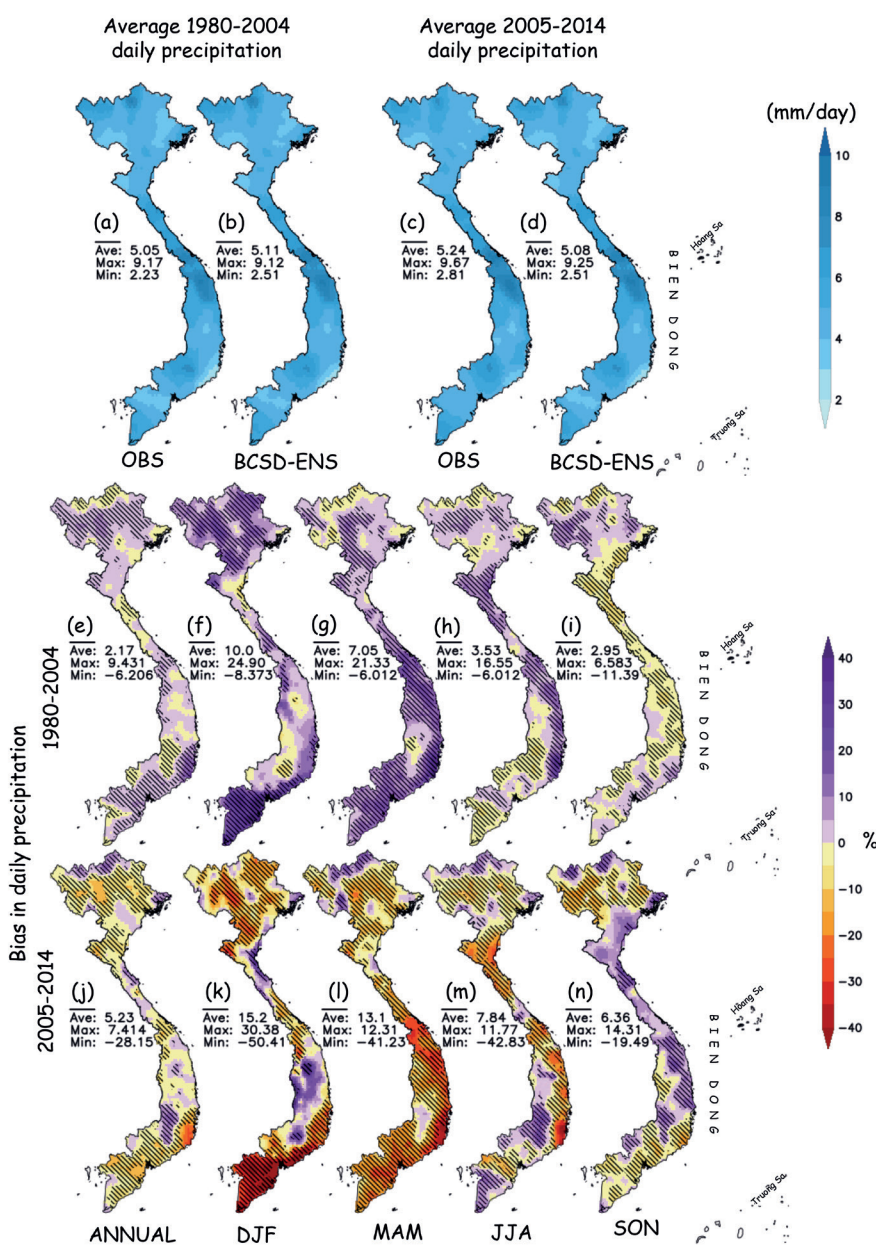 Average 1980-2004
daily precipitation
Average 2005-2014
daily precipitation
(mm/day)
10
8
6
4
2
(a)
Ave: 5.05
Max: 9.17
Min: 2.23
(b)
Ave: 5.11
Max: 9.12
Min: 2.51
(c)
Ave: 5.24
Max: 9.67
Min: 2.81
(d)
Ave: 5.08
Max: 9.25
Min: 2.51
Hoang Sa
BIEN DONG
Truong Sa
OBS
BCSD-ENS
OBS
BCSD-ENS
Bias in daily precipitation
1980-2004
(e)
Ave: 2.17
Max: 9.431
Min: -6.206
(f)
Ave: 10.0
Max: 24.90
Min: -8.373
(g)
Ave: 7.05
Max: 21.33
Min: -6.012
(h)
Ave: 3.53
Max: 16.55
Min: -6.012
(i)
Ave: 2.95
Max: 6.583
Min: -11.39
Hoang Sa
BIEN DONG
Truong Sa
40
30
20
10
0
-10
-20
-30
-40
%
2005-2014
(j)
Ave: 5.23
Max: 7.414
Min: -28.15
(k)
Ave: 15.2
Max: 30.38
Min: -50.41
(l)
Ave: 13.1
Max: 12.31
Min: -41.23
(m)
Ave: 7.84
Max: 11.77
Min: -42.83
(n)
Ave: 6.36
Max: 14.31
Min: -19.49
Hoang Sa
BIEN DONG
Truong Sa
ANNUAL
DJF
MAM
JJA
SON